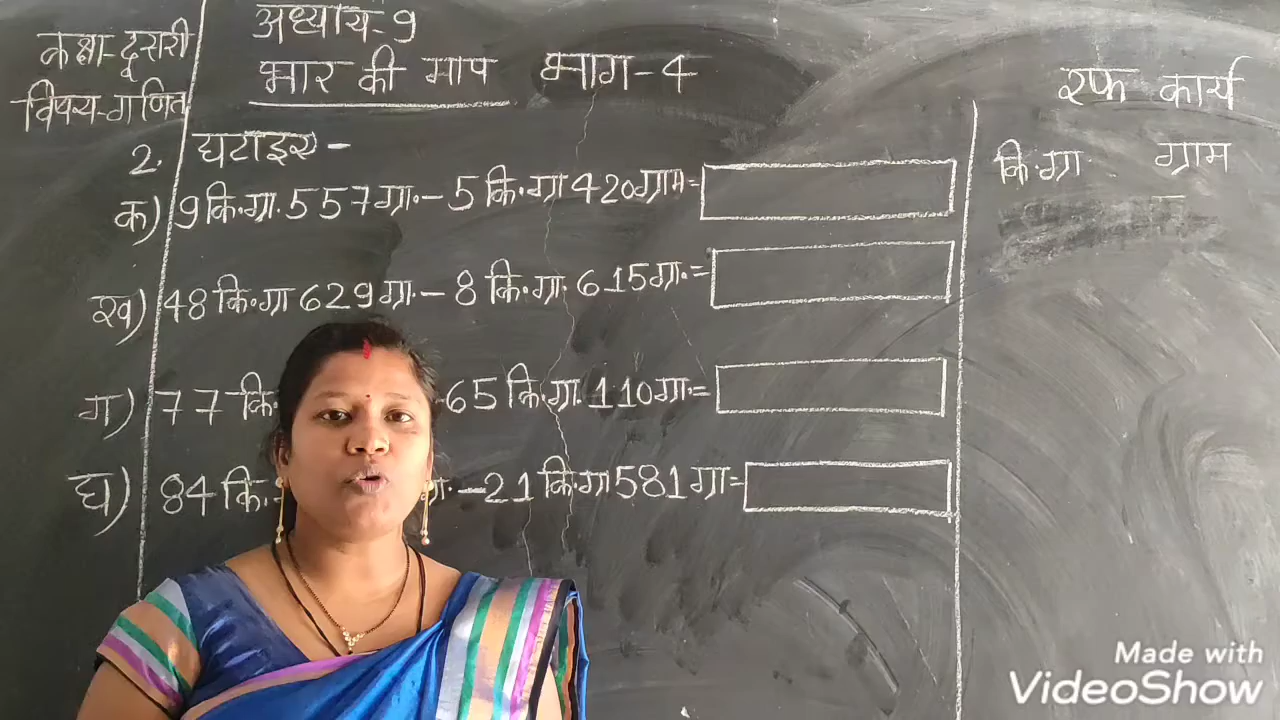 कक्षा-दूसरी
विषय-गणित
अध्याय-9
भार की माप भाग-4
2. घटाइए-
क) 9 कि.ग्रा. 557 ग्रा.- 5 कि.ग्रा 420 ग्राम=
ख) 48 कि.ग्रा 629 ग्रा.- 8 कि.ग्रा. 615 ग्रा.=
ग) 77 कि. -65 कि.ग्रा. 110 ग्रा.=
घ) 84 कि. ग्रा.-21 कि.ग्रा 581 ग्रा=
रफ कार्य
कि.ग्रा ग्राम
Made with
VideoShow